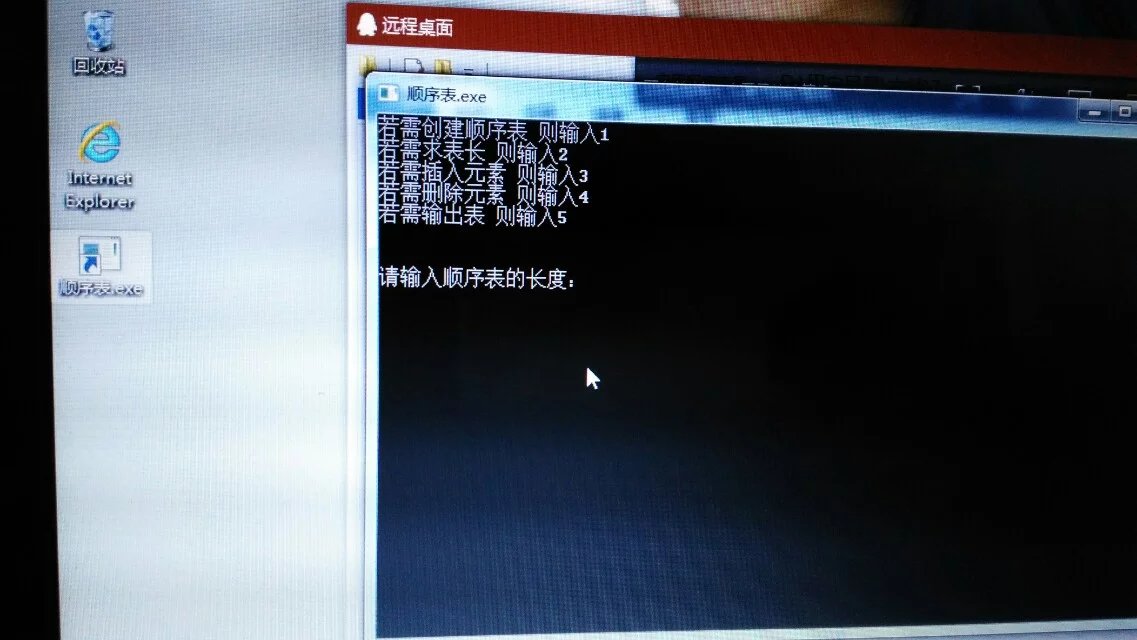 回收站
Internet
Explorer
顺序表.exe
远程桌面
顺序表.exe
若需创建顺序表 则输入1
若需求表长 则输入2
若需插入元素 则输入3
若需删除元素 则输入4
若需输出表 则输入5
请输入顺序表的长度：